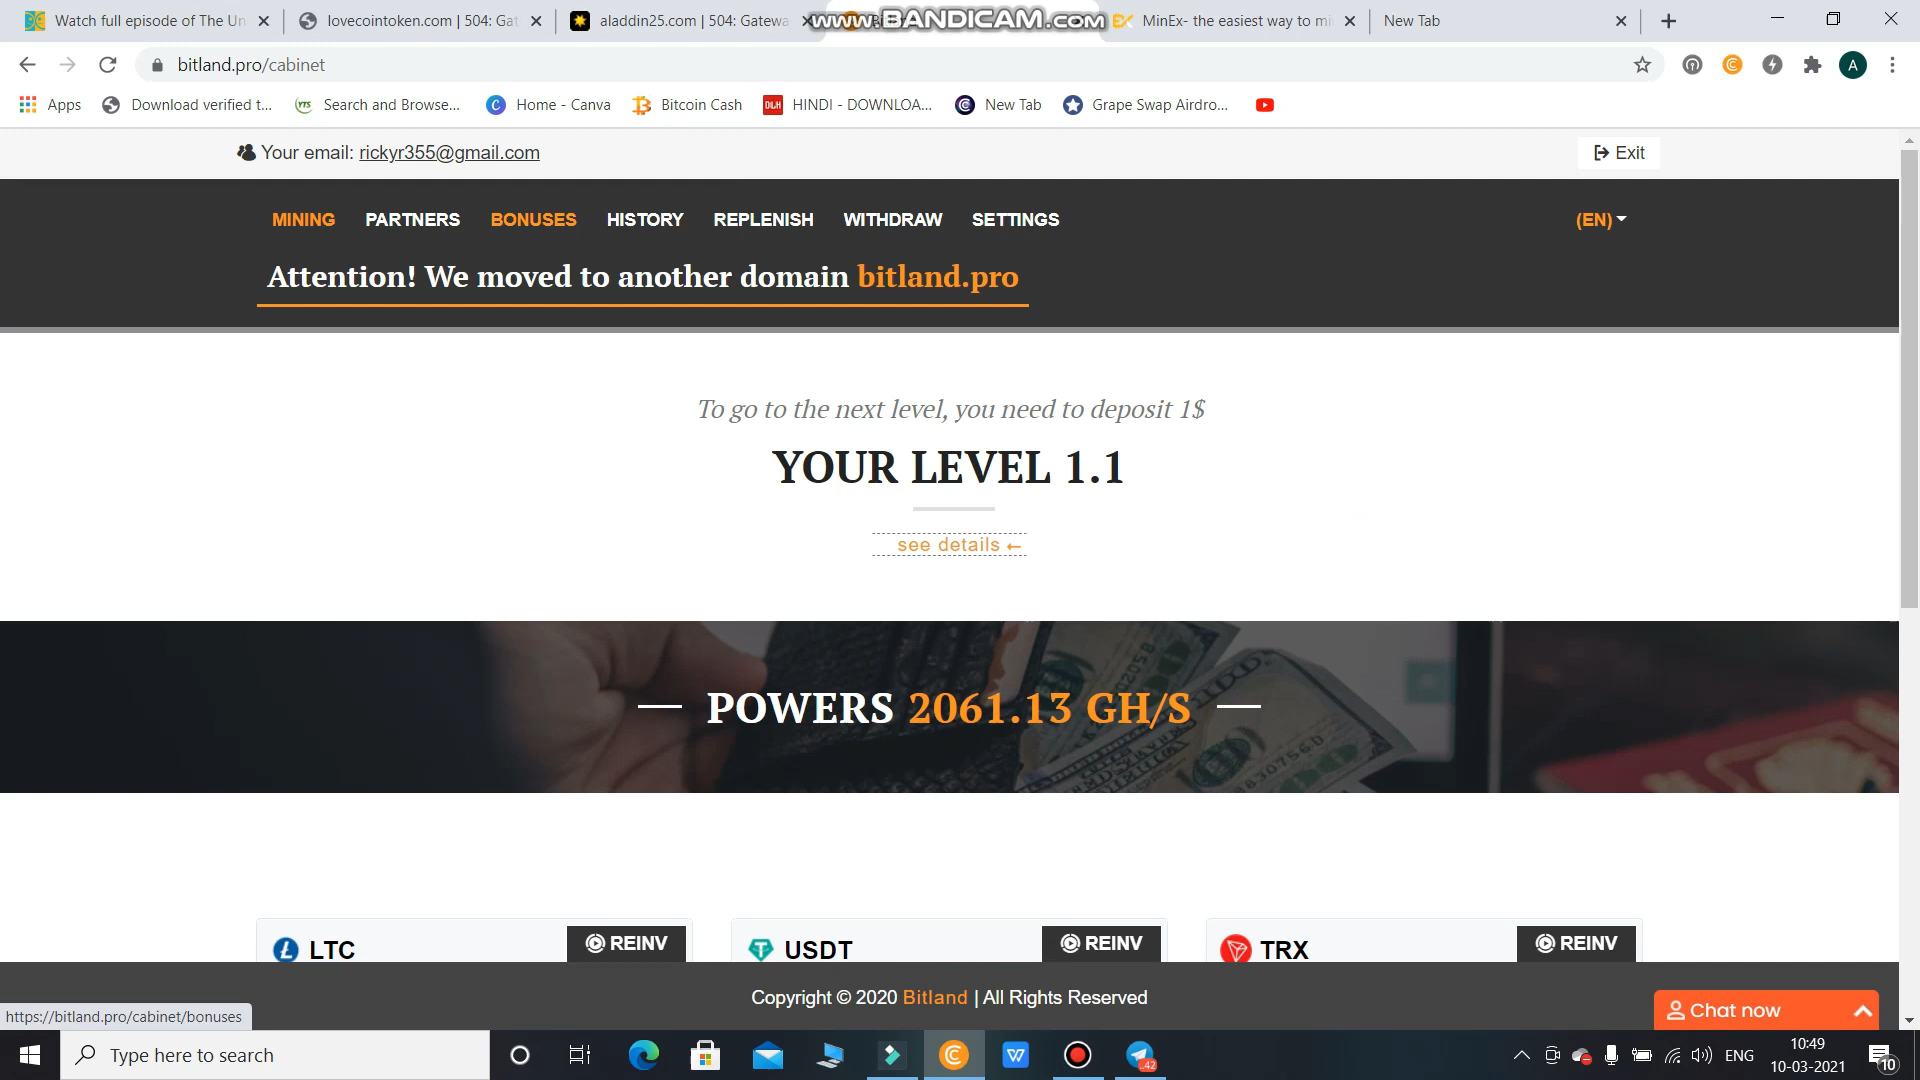 Watch full episode of The Un
lovecointoken.com | 504: Gat
aladdin25.com | 504: Gatewa
www.BANDICAM.com
MinEx- the easiest way to mi
New Tab
bitland.pro/cabinet
A
Apps
Download verified t...
Search and Browse...
Home - Canva
Bitcoin Cash
HINDI - DOWNLOA...
New Tab
Grape Swap Airdro...
Your email: rickyr355@gmail.com
Exit
MINING PARTNERS BONUSES HISTORY REPLENISH WITHDRAW SETTINGS
(EN)
Attention! We moved to another domain bitland.pro
To go to the next level, you need to deposit 1$
YOUR LEVEL 1.1
see details ←
POWERS 2061.13 GH/S
LTC
REINV
USDT
REINV
TRX
REINV
Copyright © 2020 Bitland | All Rights Reserved
Chat now
https://bitland.pro/cabinet/bonuses
Type here to search
42
ENG
10:49
10-03-2021
10